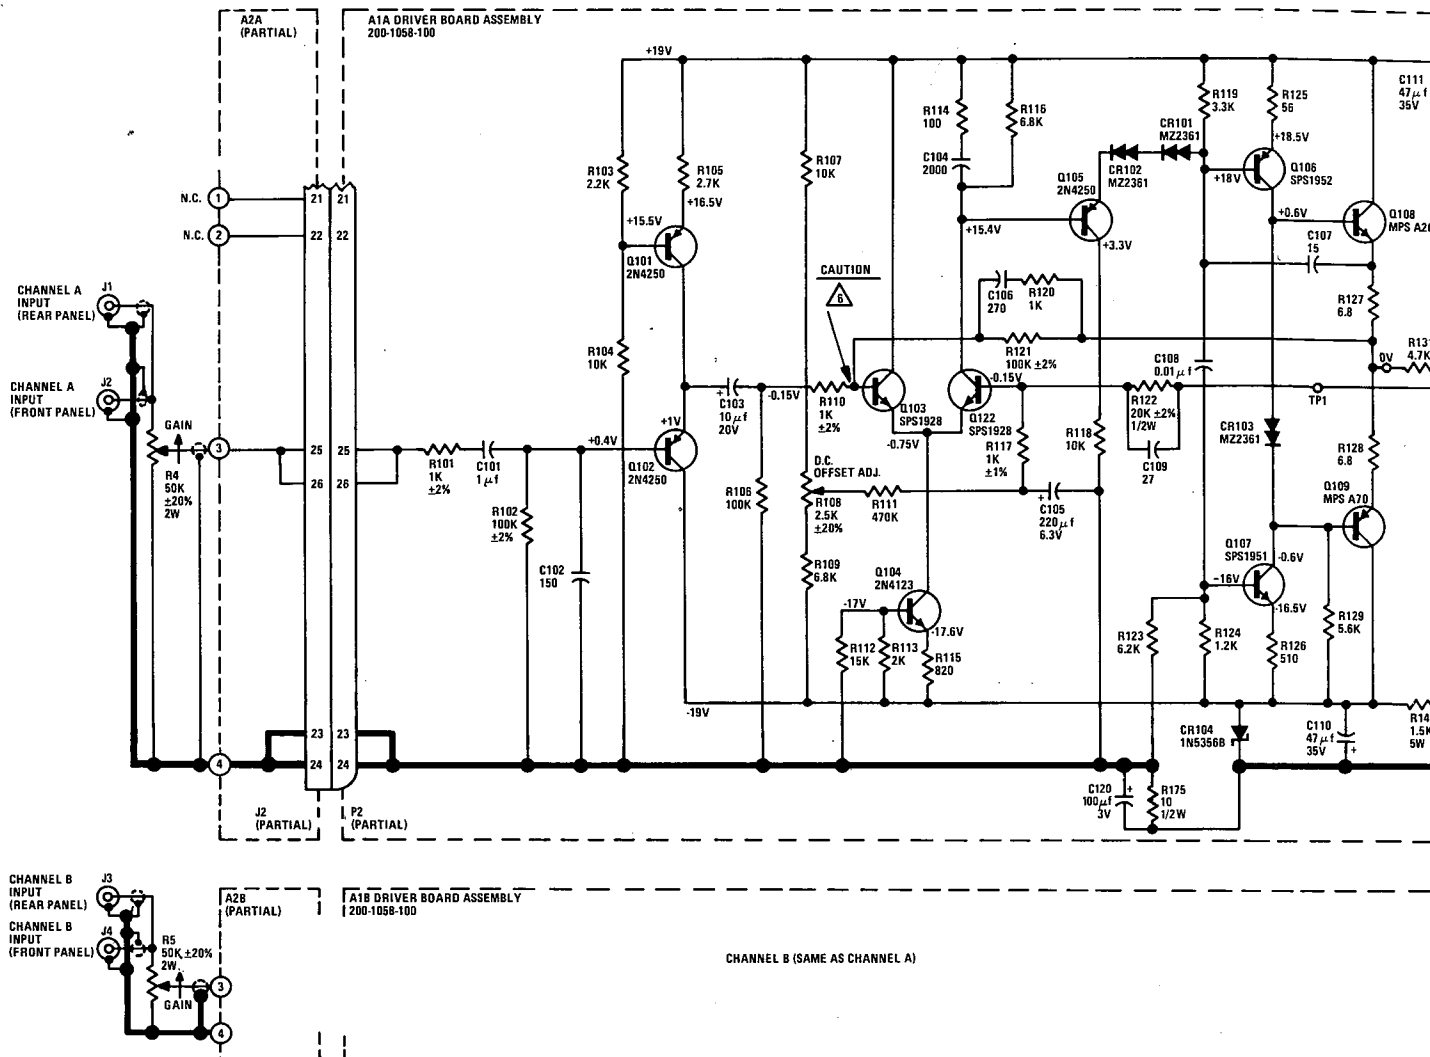 A2A
(PARTIAL)
A1A DRIVER BOARD ASSEMBLY
200-1058-100
+19V
C111
47µf
35V
R119
3.3K
R125
56
R114
100
R116
6.8K
CR101
MZ2361
+18.5V
C104
2000
R103
2.2K
R105
2.7K
R107
10K
Q105
2N4250
CR102
MZ2361
+18V
Q106
SPS1952
N.C.
1
21
21
+16.5V
+15.5V
+15.4V
+0.6V
Q108
MPS A20
N.C.
2
22
22
+3.3V
C107
15
Q101
2N4250
CAUTION
6
C106
270
R120
1K
CHANNEL A
INPUT
(REAR PANEL)
J1
R127
6.8
R104
10K
R121
100K ±2%
C108
0.01µf
0V
R131
4.7K
CHANNEL A
INPUT
(FRONT PANEL)
J2
C103
10µf
20V
+
-0.15V
R110
1K
±2%
Q103
SPS1928
-0.15V
Q122
SPS1928
R122
20K ±2%
1/2W
TP1
GAIN
3
25
25
+1V
+0.4V
Q102
2N4250
-0.75V
R117
1K
±1%
R118
10K
CR103
MZ2361
R128
6.8
R4
50K
±20%
2W
26
26
R101
1K
±2%
C101
1µf
D.C.
OFFSET ADJ.
R106
100K
R108
2.5K
±20%
R111
470K
+
C105
220µf
6.3V
C109
27
Q109
MPS A70
R102
100K
±2%
C102
150
R109
6.8K
Q104
2N4123
Q107
SPS1951
-0.6V
-16V
-17V
-17.6V
-16.5V
R112
15K
R113
2K
R115
820
R123
6.2K
R124
1.2K
R126
510
R129
5.6K
-19V
CR104
1N5356B
C110
47µf
35V
+
R14
1.5K
5W
23
23
4
24
24
C120
100µf
3V
+
R175
10
1/2W
J2
(PARTIAL)
P2
(PARTIAL)
CHANNEL B
INPUT
(REAR PANEL)
J3
A2B
(PARTIAL)
A1B DRIVER BOARD ASSEMBLY
200-1058-100
CHANNEL B
INPUT
(FRONT PANEL)
J4
R5
50K ±20%
2W
GAIN
3
4
CHANNEL B (SAME AS CHANNEL A)